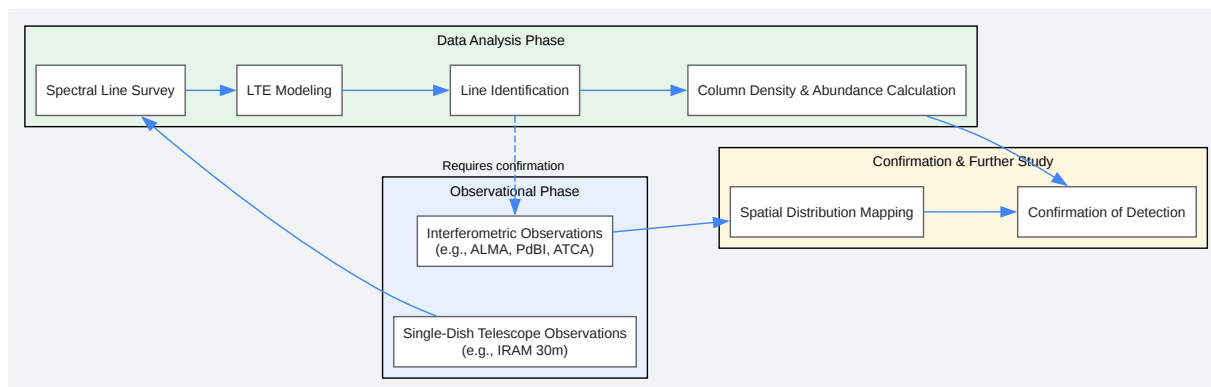 Data Analysis Phase
Spectral Line Survey
LTE Modeling
Line Identification
Column Density & Abundance Calculation
Requires confirmation
Confirmation & Further Study
Spatial Distribution Mapping
Confirmation of Detection
Observational Phase
Interferometric Observations
(e.g., ALMA, PdBI, ATCA)
Single-Dish Telescope Observations
(e.g., IRAM 30m)